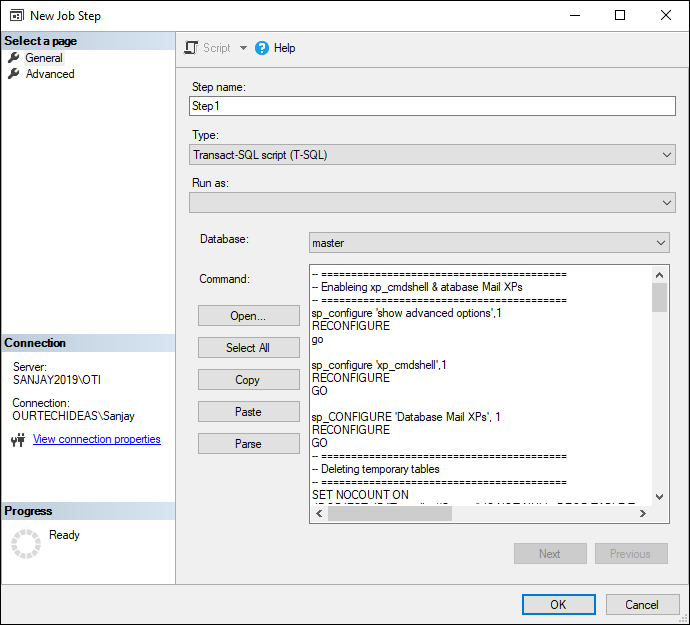 New Job Step
Select a page
General
Advanced
Script
Help
Step name:
Step1
Type:
Transact-SQL script (T-SQL)
Run as:
Database:
master
Command:
Open...
Select All
Copy
Paste
Parse
-- ==========================================
-- Enableing xp_cmdshell & atabase Mail XPs
-- ==========================================
sp_configure 'show advanced options',1
RECONFIGURE
go
sp_configure 'xp_cmdshell',1
RECONFIGURE
GO
sp_CONFIGURE 'Database Mail XPs', 1
RECONFIGURE
GO
-- ==========================================
-- Deleting temporary tables
-- ==========================================
SET NOCOUNT ON
Connection
Server:
SANJAY2019\OTI
Connection:
OURTECHIDEAS\Sanjay
View connection properties
Progress
Ready
Next
Previous
OK
Cancel